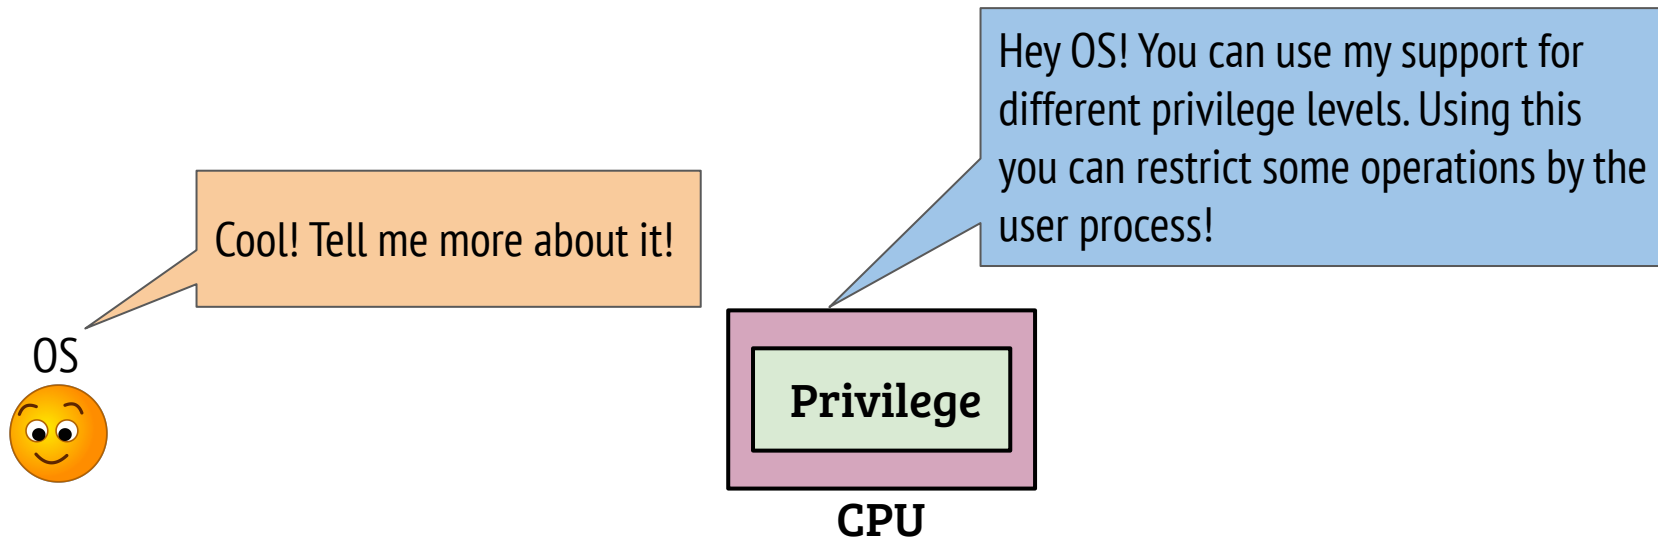 Hey OS! You can use my support for
different privilege levels. Using this
you can restrict some operations by the
user process!
Cool! Tell me more about it!
OS
Privilege
CPU